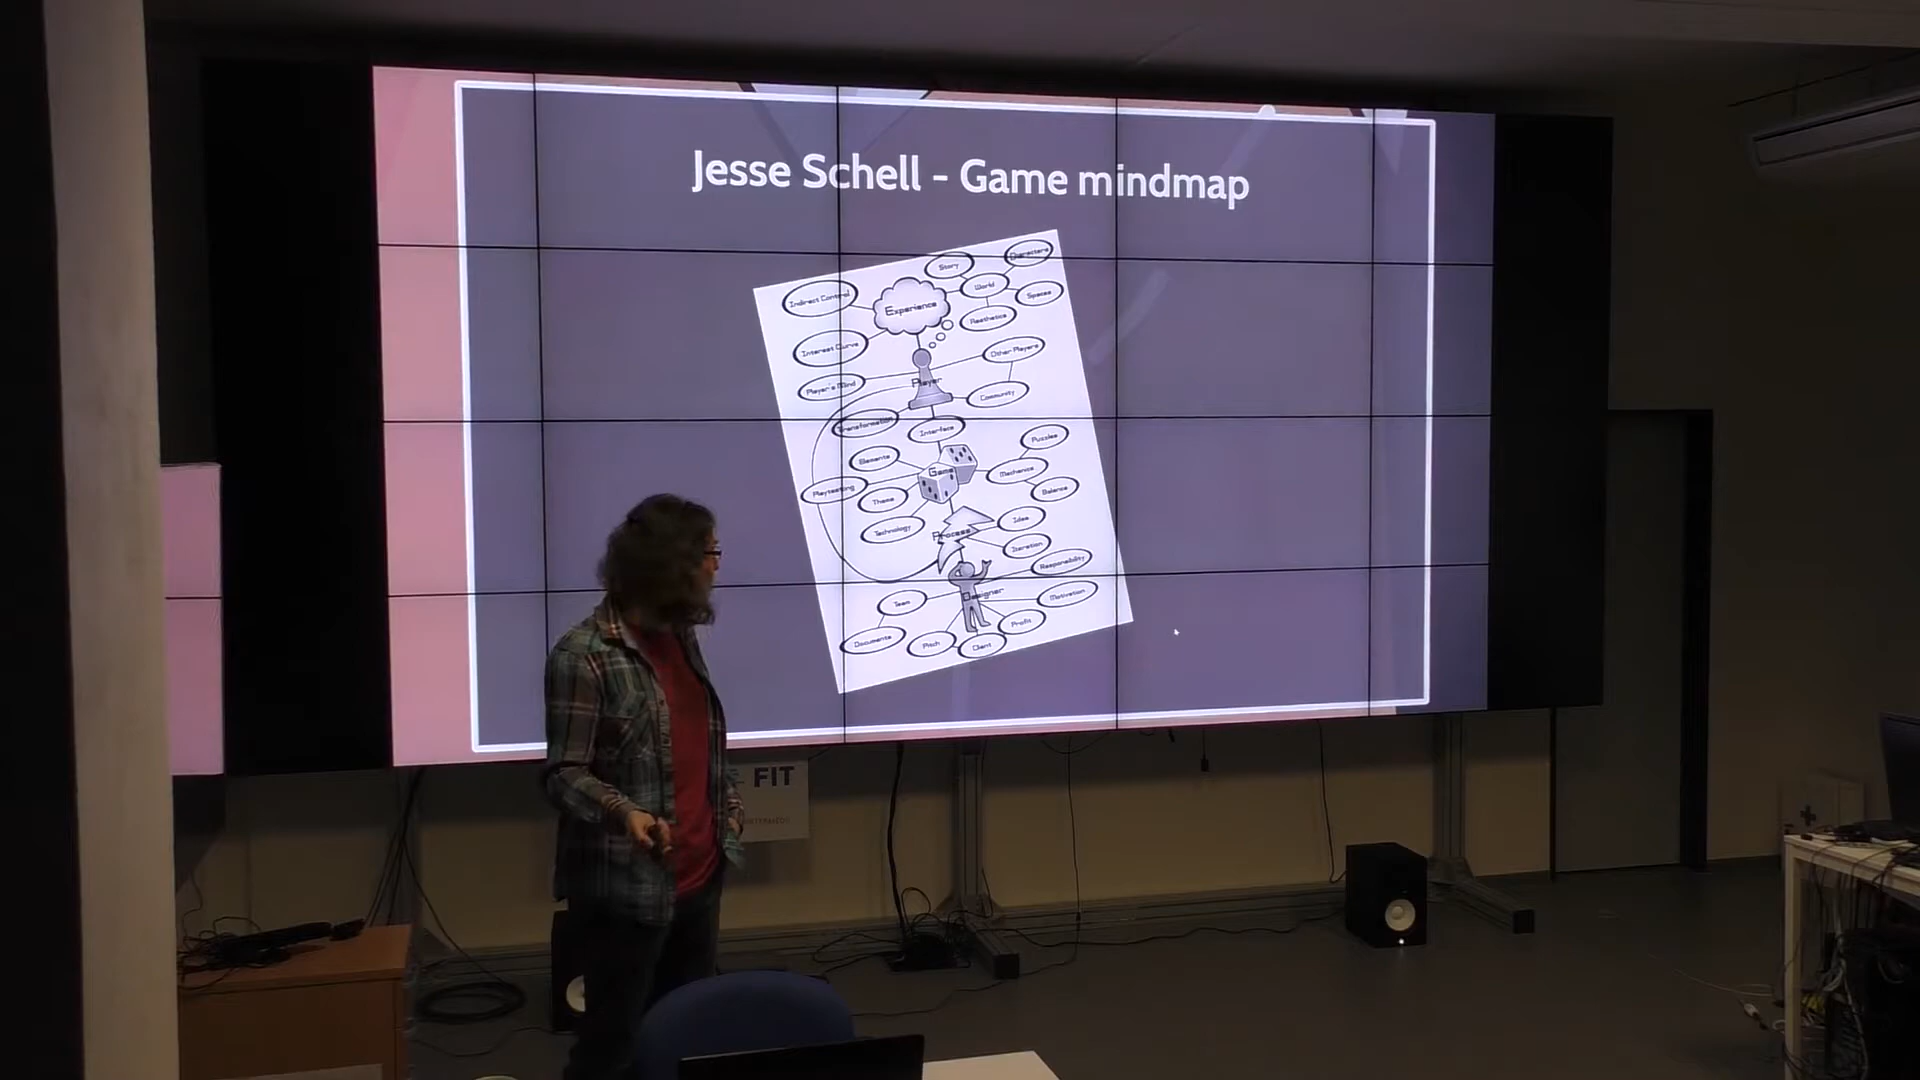 Jesse Schell - Game mindmap
Story
Characters
Indirect Control
Experience
World
Spaces
Aesthetics
Interest Curve
Other Players
Player's Mind
Player
Community
Transformation
Interface
Puzzles
Elements
Game
Mechanics
Playtesting
Theme
Balance
Technology
Process
Idea
Iteration
Responsibility
Team
Designer
Motivation
Documents
Pitch
Client
Profit
FIT